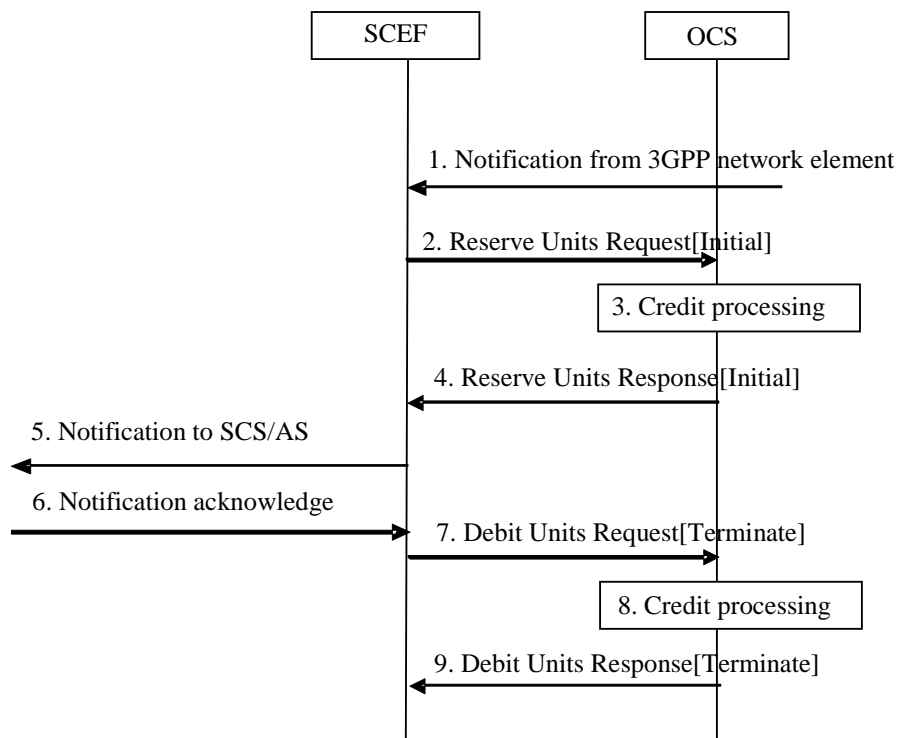 SCEF
OCS
1. Notification from 3GPP network element
2. Reserve Units Request[Initial]
3. Credit processing
4. Reserve Units Response[Initial]
5. Notification to SCS/AS
6. Notification acknowledge
7. Debit Units Request[Terminate]
8. Credit processing
9. Debit Units Response[Terminate]